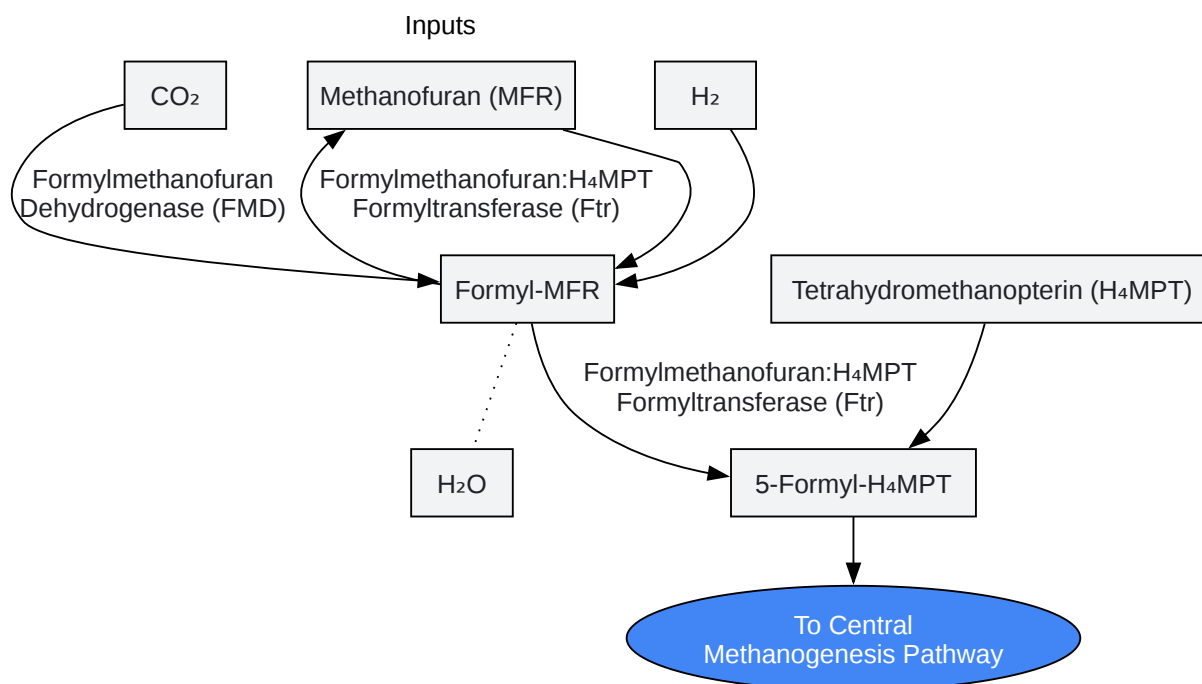 Inputs
CO₂
Methanofuran (MFR)
H₂
Formylmethanofuran
Dehydrogenase (FMD)
Formylmethanofuran:H₄MPT
Formyltransferase (Ftr)
Formyl-MFR
Tetrahydromethanopterin (H₄MPT)
Formylmethanofuran:H₄MPT
Formyltransferase (Ftr)
H₂O
5-Formyl-H₄MPT
To Central
Methanogenesis Pathway